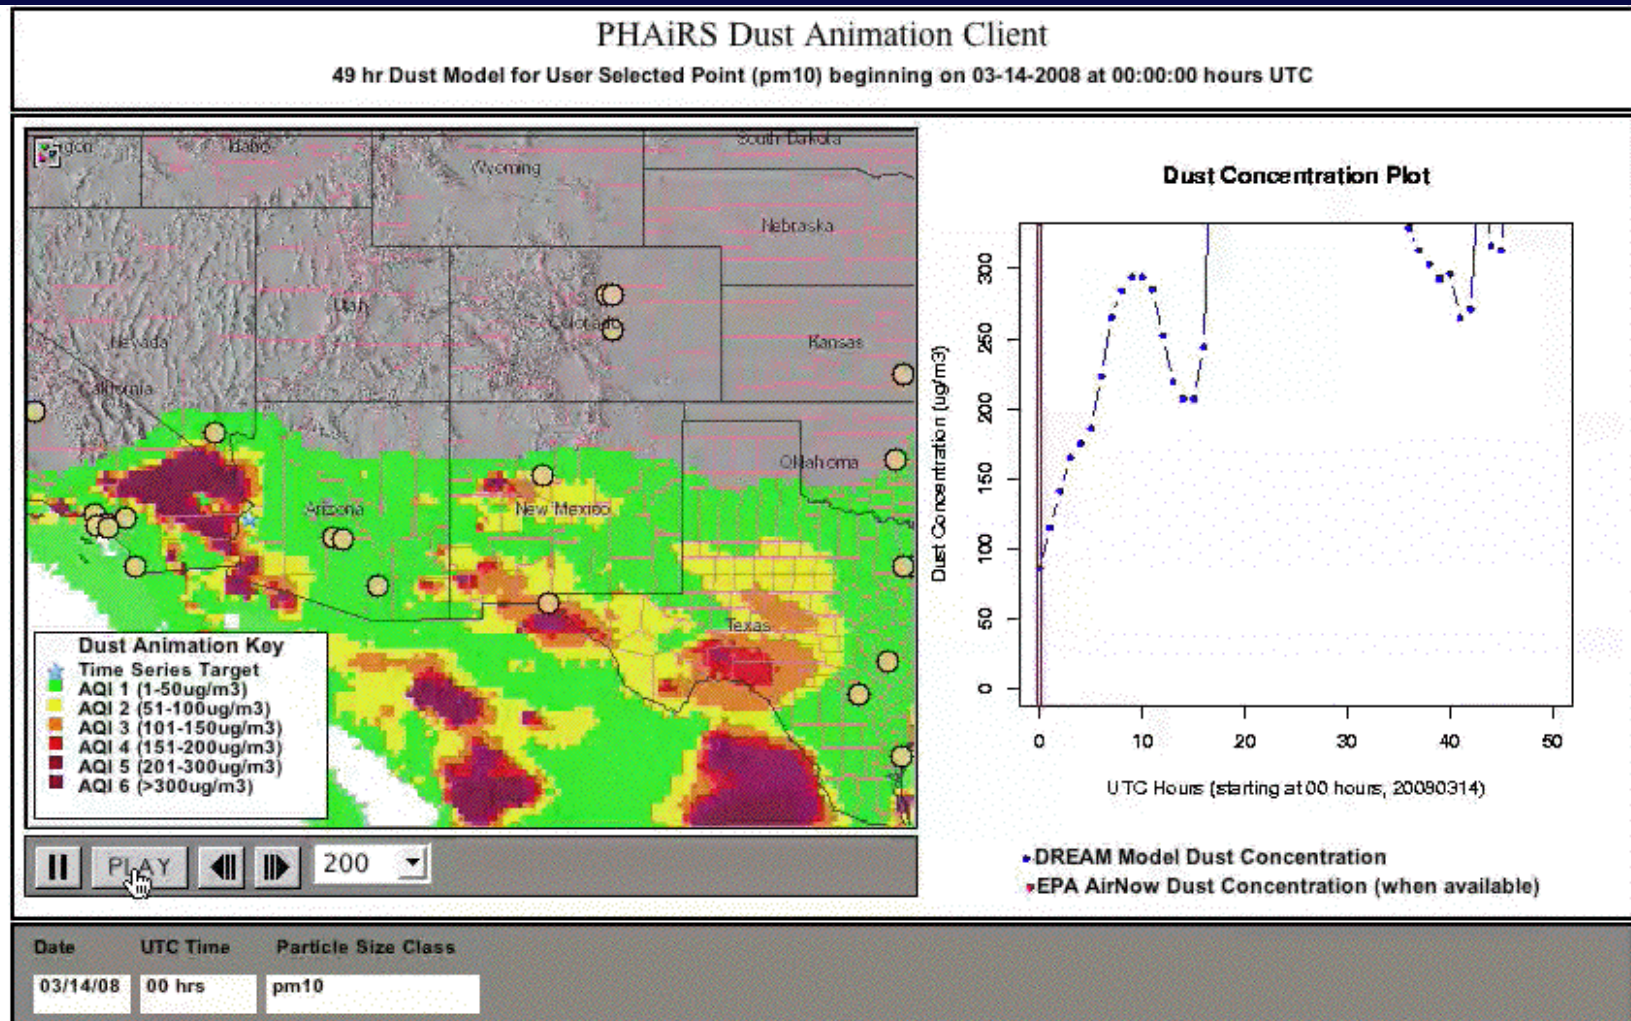 PHAiRS Dust Animation Client
49 hr Dust Model for User Selected Point (pm10) beginning on 03-14-2008 at 00:00:00 hours UTC
Idaho
Wyoming
South Dakota
Nebraska
Utah
Colorado
Kansas
Nevada
California
Oklahoma
Arizona
New Mexico
Texas
Dust Animation Key
Time Series Target
AQI 1 (1-50ug/m3)
AQI 2 (51-100ug/m3)
AQI 3 (101-150ug/m3)
AQI 4 (151-200ug/m3)
AQI 5 (201-300ug/m3)
AQI 6 (>300ug/m3)
PLAY
200
Dust Concentration Plot
Dust Concentration (ug/m3)
300
250
200
150
100
50
0
0 10 20 30 40 50
UTC Hours (starting at 00 hours, 20080314)
DREAM Model Dust Concentration
EPA AirNow Dust Concentration (when available)
Date UTC Time Particle Size Class
03/14/08 00 hrs pm10